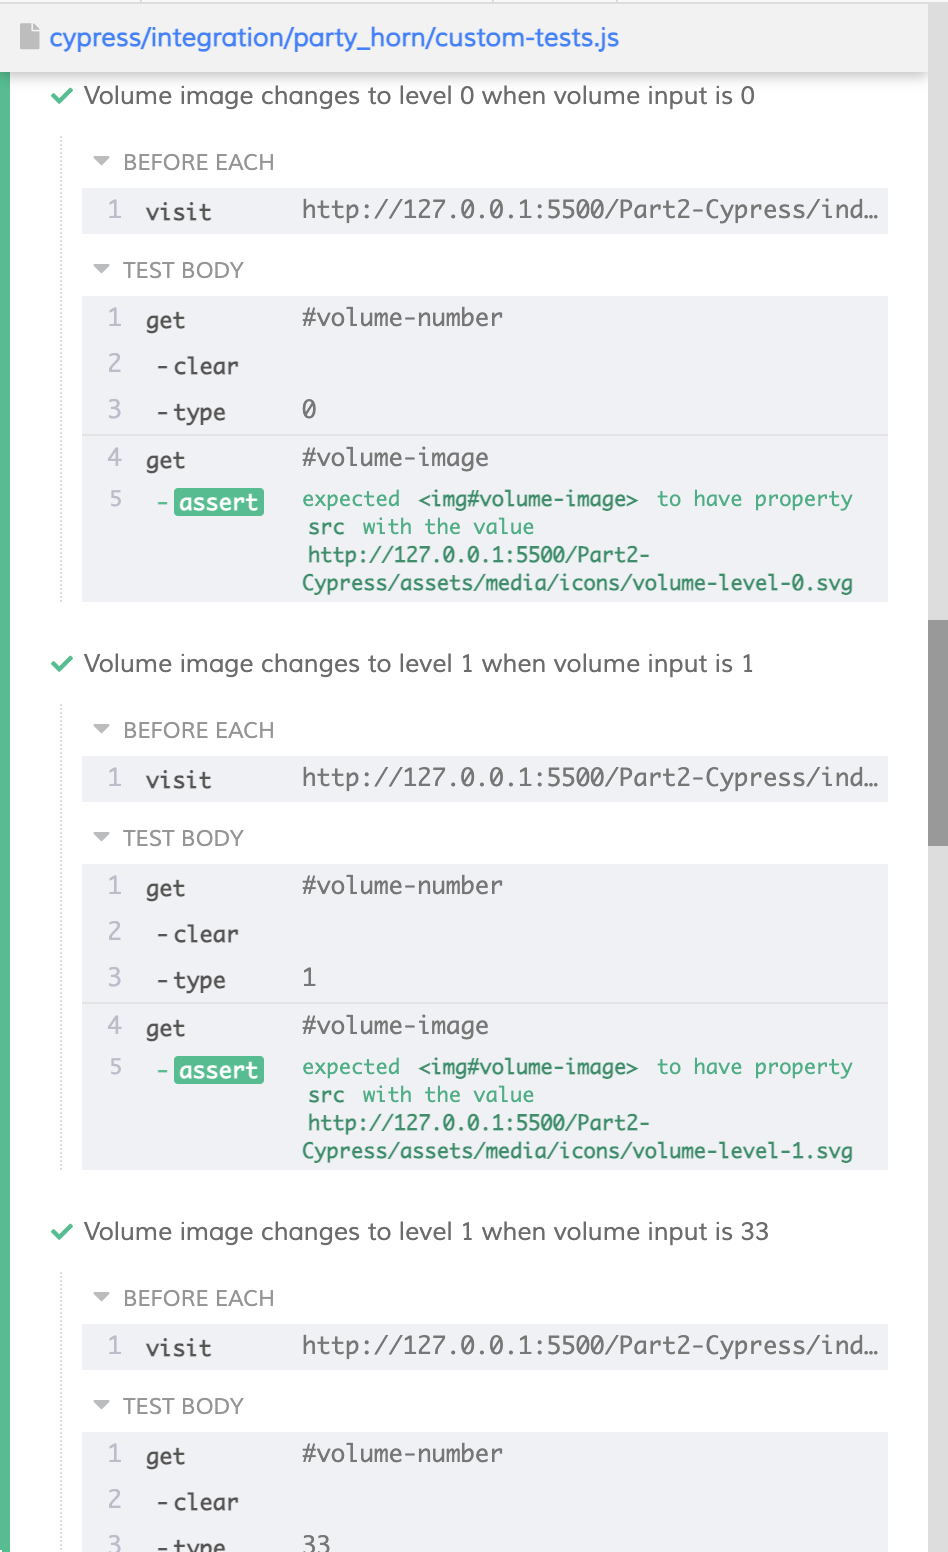 cypress/integration/party_horn/custom-tests.js
Volume image changes to level 0 when volume input is 0
BEFORE EACH
1 visit http://127.0.0.1:5500/Part2-Cypress/ind…
TEST BODY
1 get #volume-number
2 -clear
3 -type 0
4 get #volume-image
5 -assert expected <img#volume-image> to have property
src with the value
http://127.0.0.1:5500/Part2-
Cypress/assets/media/icons/volume-level-0.svg
Volume image changes to level 1 when volume input is 1
BEFORE EACH
1 visit http://127.0.0.1:5500/Part2-Cypress/ind…
TEST BODY
1 get #volume-number
2 -clear
3 -type 1
4 get #volume-image
5 -assert expected <img#volume-image> to have property
src with the value
http://127.0.0.1:5500/Part2-
Cypress/assets/media/icons/volume-level-1.svg
Volume image changes to level 1 when volume input is 33
BEFORE EACH
1 visit http://127.0.0.1:5500/Part2-Cypress/ind…
TEST BODY
1 get #volume-number
2 -clear
3 -type 33